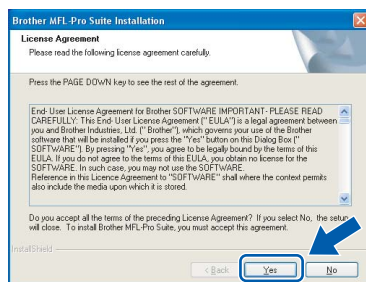 Brother MFL-Pro Suite Installation
License Agreement
Please read the following license agreement carefully.
Press the PAGE DOWN key to see the rest of the agreement.
End- User License Agreement for Brother SOFTWARE IMPORTANT- PLEASE READ
CAREFULLY: This End-User License Agreement (" EULA") is a legal agreement between
you and Brother Industries, Ltd. (" Brother"), which governs your use of the Brother
software that will be installed if you press the "Yes" button on this Dialog Box ("
SOFTWARE"). By pressing "Yes", you agree to be legally bound by the terms of this
EULA. If you do not agree to the terms of this EULA, you obtain no license for the
SOFTWARE. In such case, you may not use the SOFTWARE.
Reference in this Licence Agreement to "SOFTWARE" shall where the context permits
also include the media upon which it is stored.
Do you accept all the terms of the preceding License Agreement? If you select No, the setup
will close. To install Brother MFL-Pro Suite, you must accept this agreement.
InstallShield
< Back Yes No